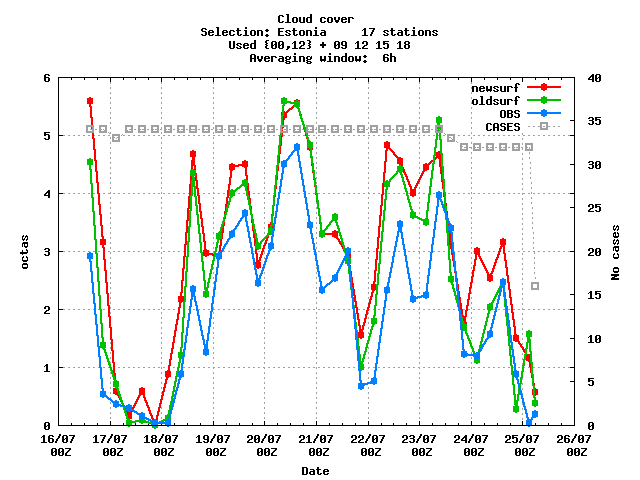 Cloud cover
Selection: Estonia     17 stations
Used {00,12} + 09 12 15 18
Averaging window:  6h
newsurf
oldsurf
OBS
CASES
6
5
4
3
2
1
0
octas
40
35
30
25
20
15
10
5
0
No cases
16/07 17/07 18/07 19/07 20/07 21/07 22/07 23/07 24/07 25/07 26/07
00Z 00Z 00Z 00Z 00Z 00Z 00Z 00Z 00Z 00Z 00Z
Date